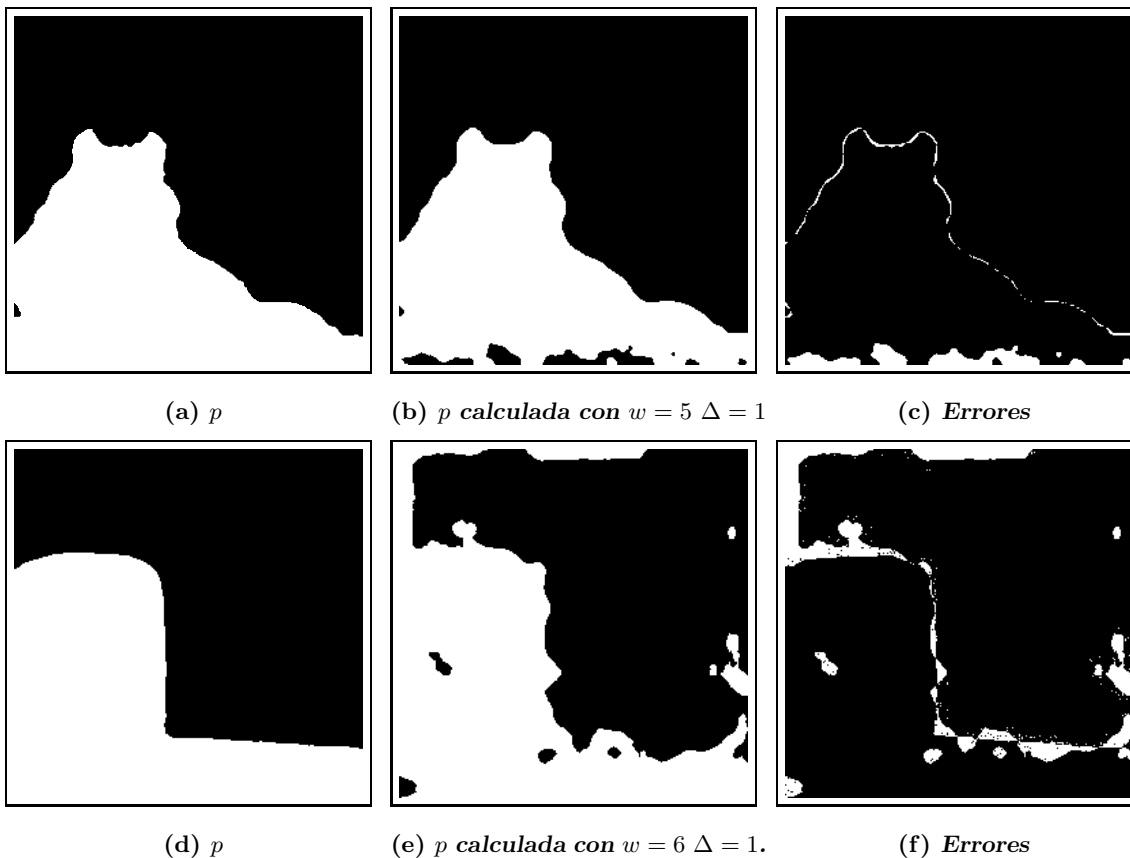 (a) p
(b) p calculada con w = 5 Δ = 1
(c) Errores
(d) p
(e) p calculada con w = 6 Δ = 1.
(f) Errores